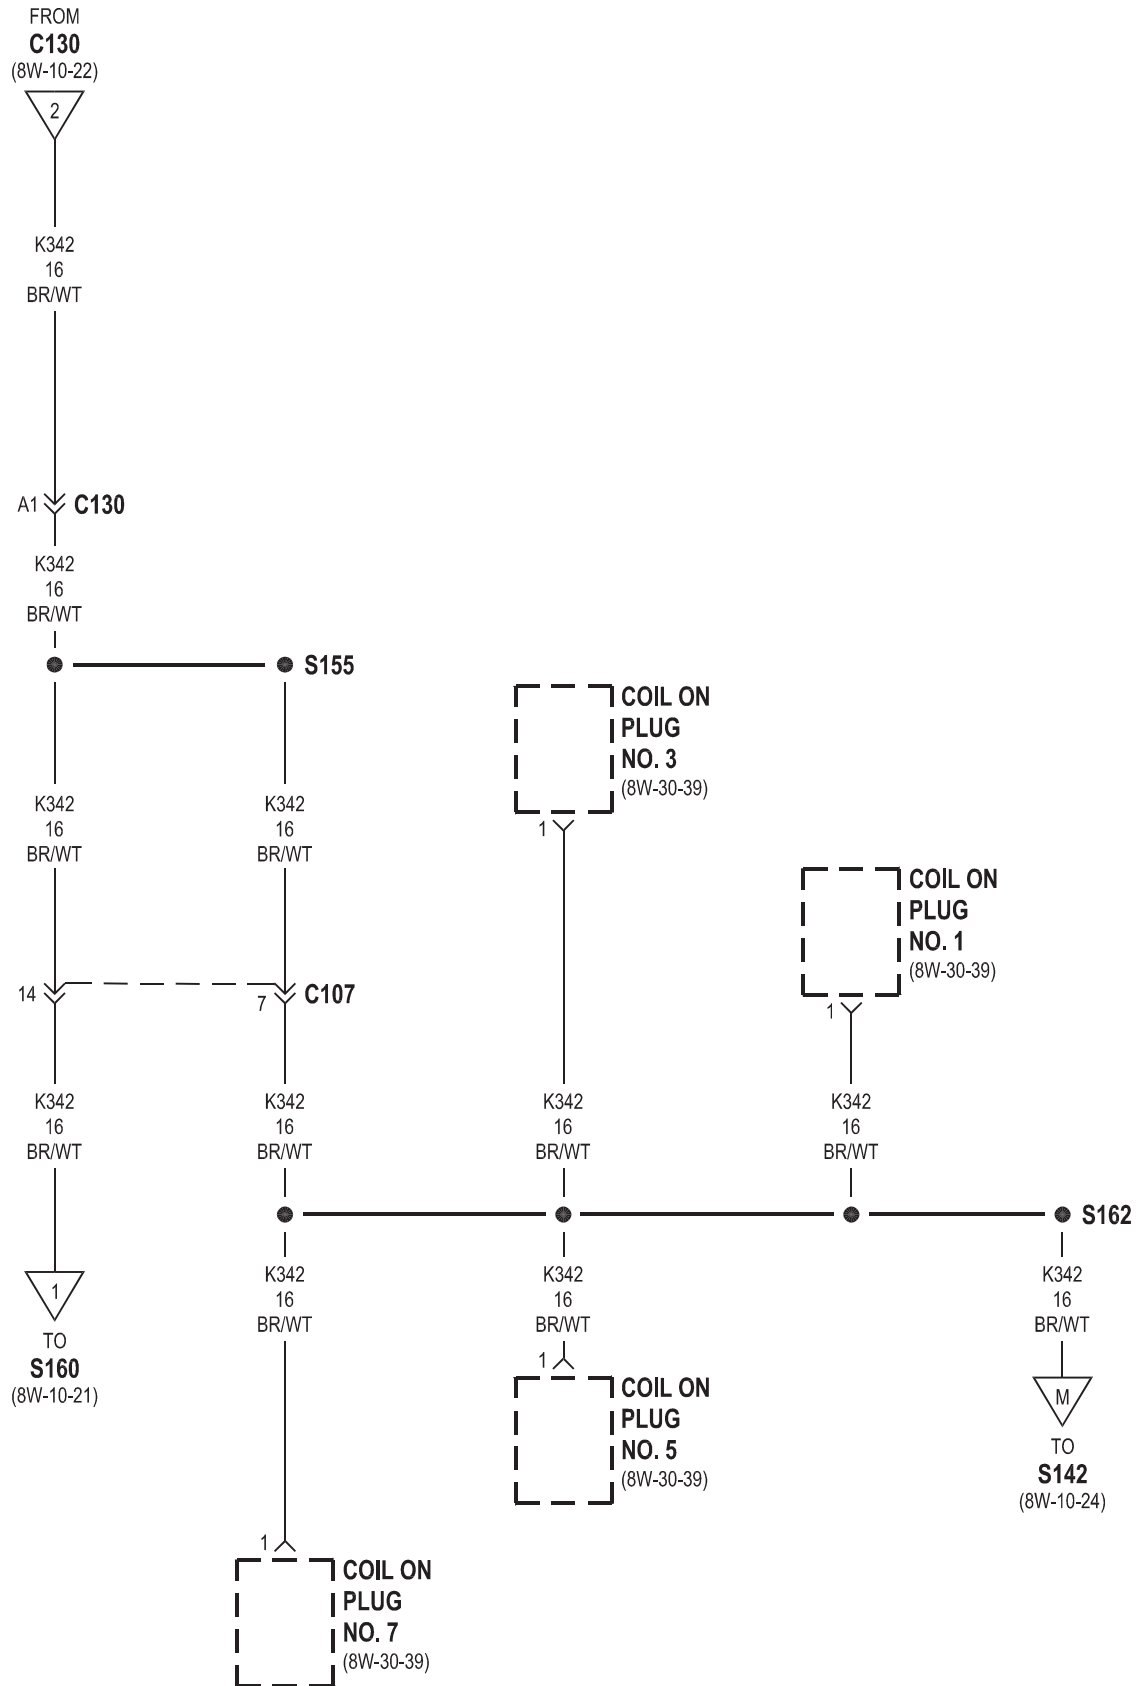 FROM
C130
(8W-10-22)
2
K342
16
BR/WT
A1
C130
K342
16
BR/WT
S155
K342
16
BR/WT
K342
16
BR/WT
COIL ON
PLUG
NO. 3
(8W-30-39)
1
COIL ON
PLUG
NO. 1
(8W-30-39)
1
14
7
C107
K342
16
BR/WT
K342
16
BR/WT
K342
16
BR/WT
K342
16
BR/WT
S162
1
TO
S160
(8W-10-21)
K342
16
BR/WT
K342
16
BR/WT
K342
16
BR/WT
1
COIL ON
PLUG
NO. 5
(8W-30-39)
M
TO
S142
(8W-10-24)
1
COIL ON
PLUG
NO. 7
(8W-30-39)